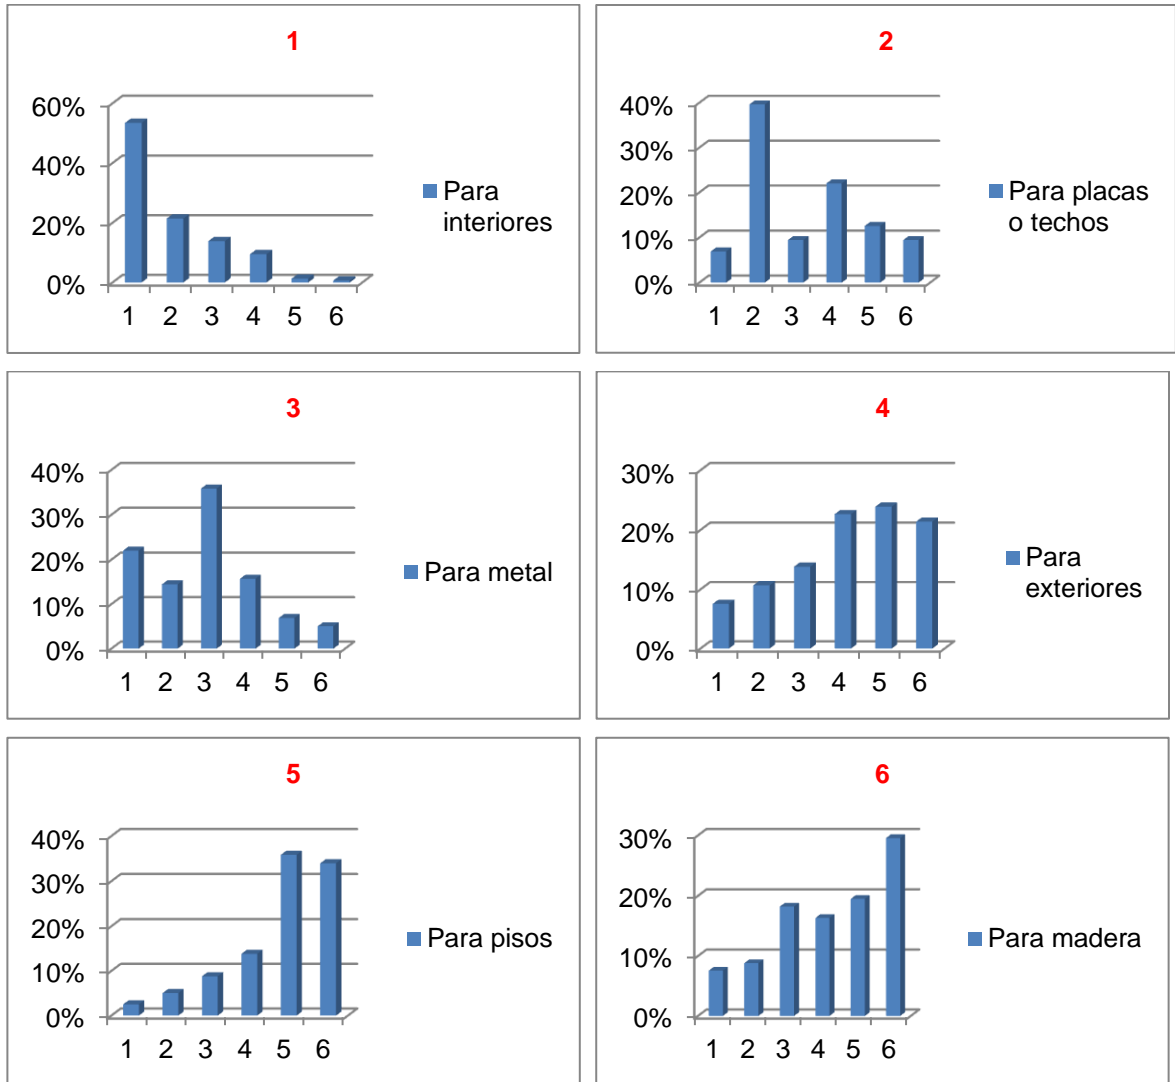 1
60%
40%
20%
0%
1 2 3 4 5 6
Para
interiores
2
40%
30%
20%
10%
0%
1 2 3 4 5 6
Para placas
o techos
3
40%
30%
20%
10%
0%
1 2 3 4 5 6
Para metal
4
30%
20%
10%
0%
1 2 3 4 5 6
Para
exteriores
5
40%
30%
20%
10%
0%
1 2 3 4 5 6
Para pisos
6
30%
20%
10%
0%
1 2 3 4 5 6
Para madera